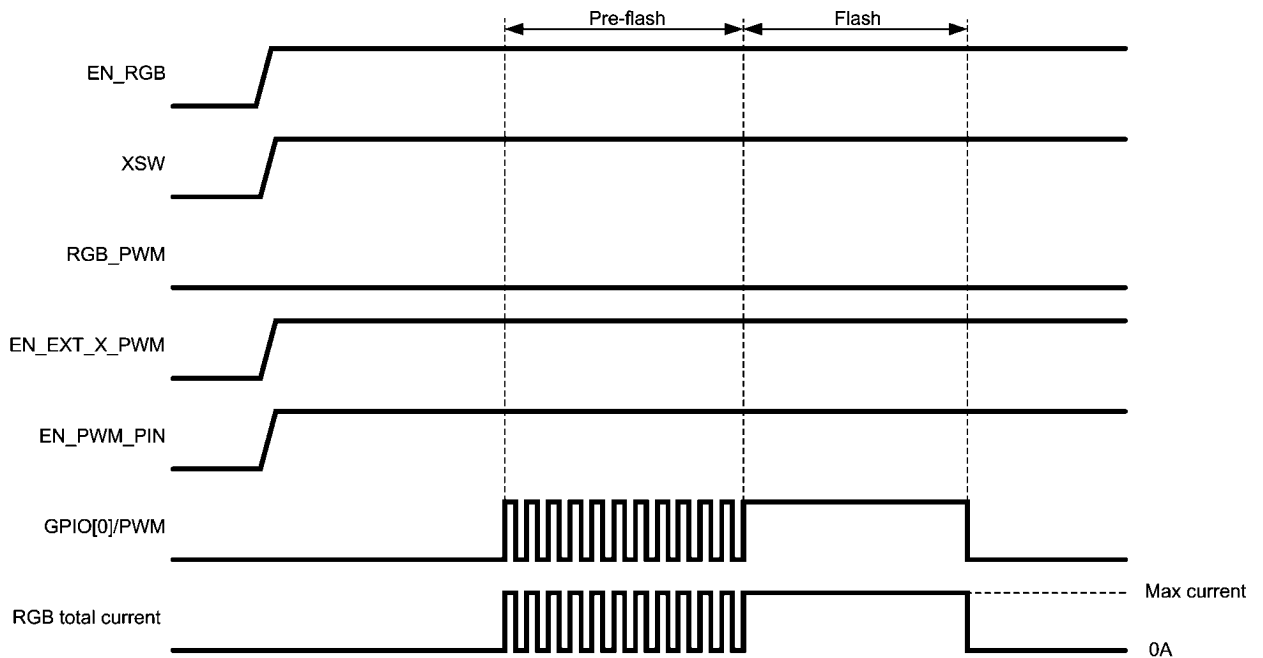 Pre-flash
Flash
EN_RGB
XSW
RGB_PWM
EN_EXT_X_PWM
EN_PWM_PIN
GPIO[0]/PWM
Max current
RGB total current
0A